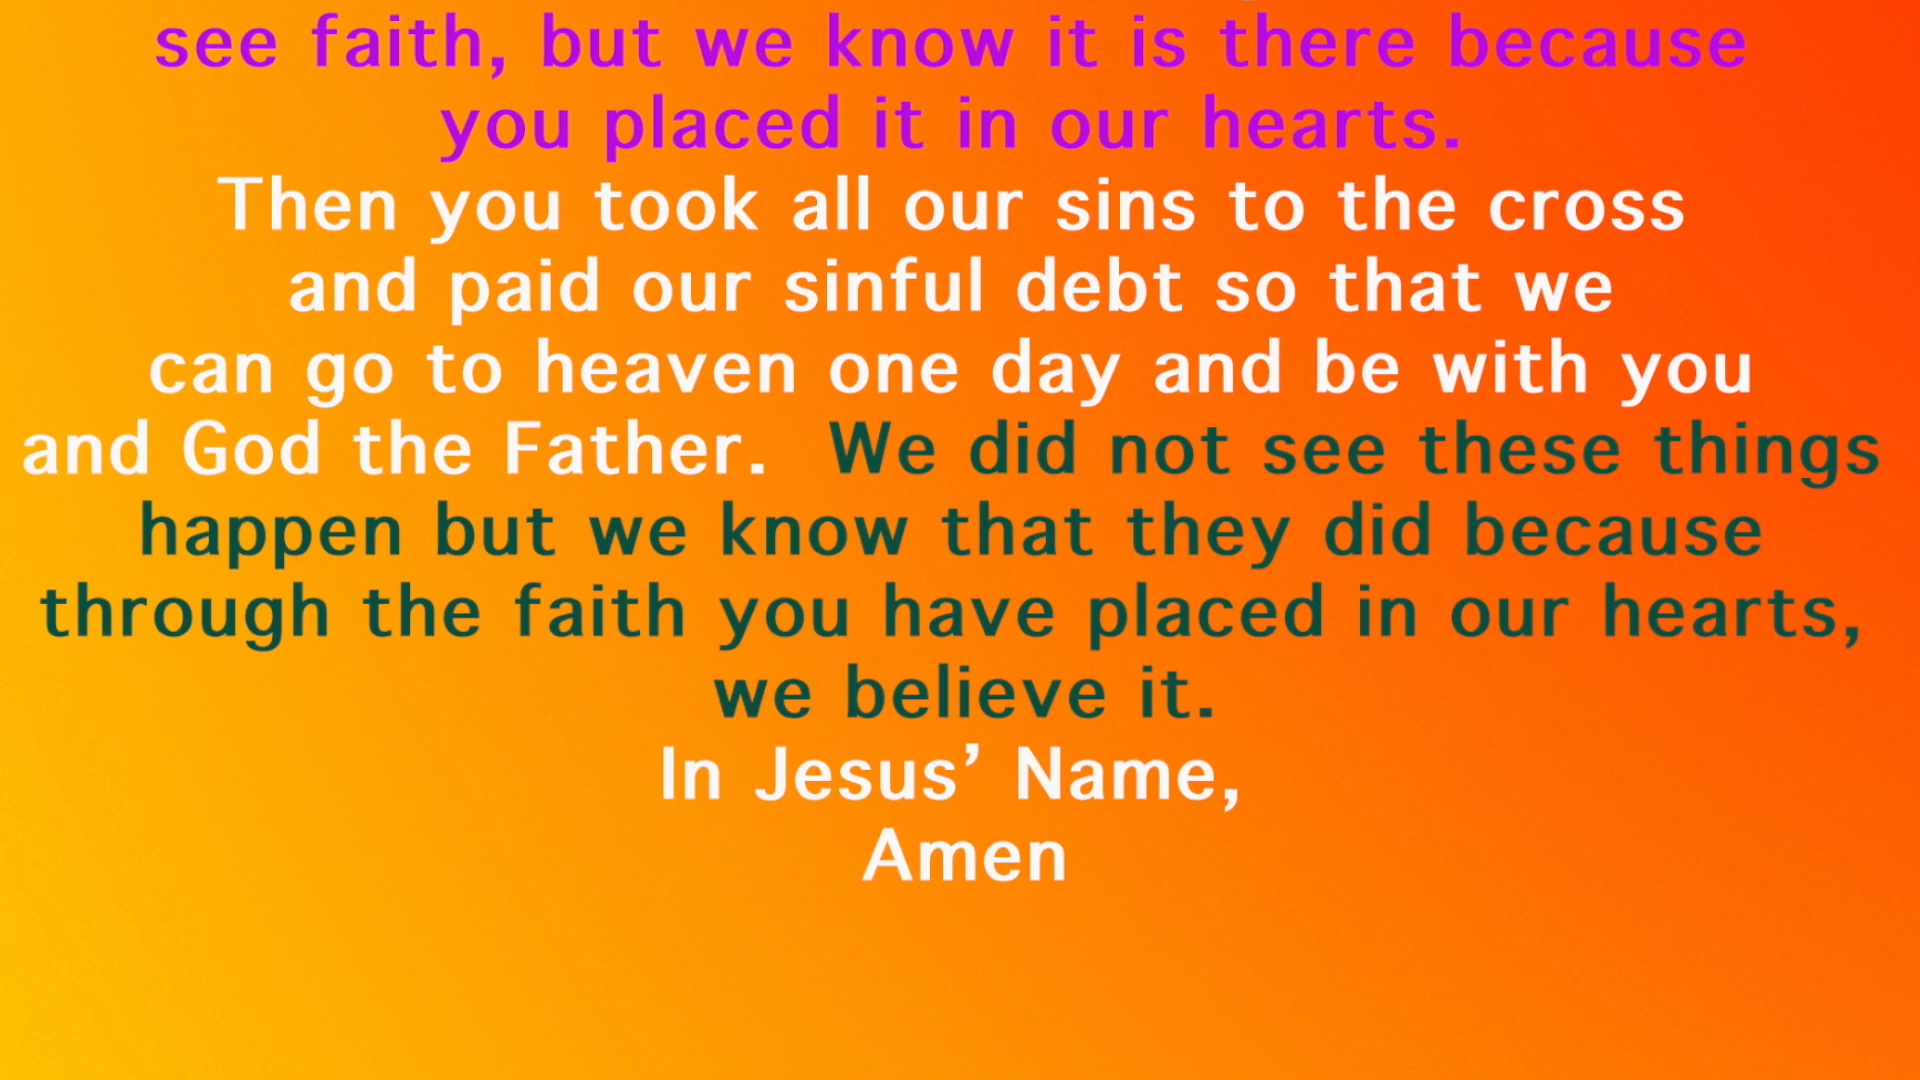 see faith, but we know it is there because
you placed it in our hearts.
Then you took all our sins to the cross
and paid our sinful debt so that we
can go to heaven one day and be with you
and God the Father.  We did not see these things
happen but we know that they did because
through the faith you have placed in our hearts,
we believe it.
In Jesus’ Name,
Amen